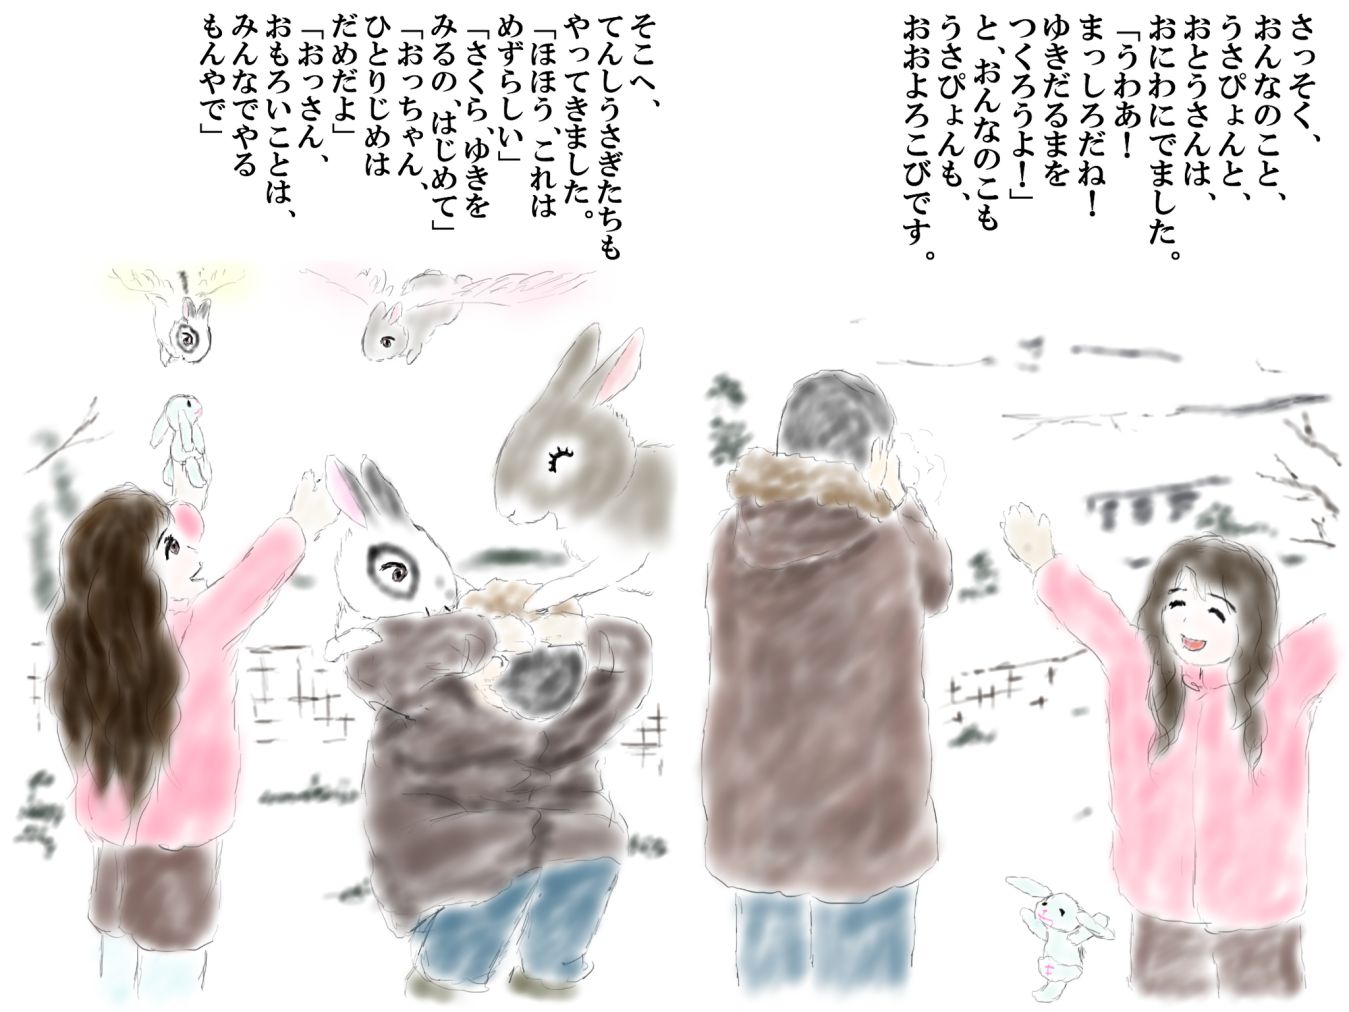 さっそく、
おんなのこと、
うさぴょんと、
おとうさんは、
おにわにでました。
「うわあ！
まっしろだね！
ゆきだるまを
つくろうよ！」
と、おんなのこも
うさぴょんも、
おおよろこびです。
そこへ、
てんしうさぎたちも
やってきました。
「ほほう、これは
めずらしい」
「さくら、ゆきを
みるの、はじめて」
「おっちゃん、
ひとりじめは
だめだよ」
「おっさん、
おもろいことは、
みんなでやる
もんやで」